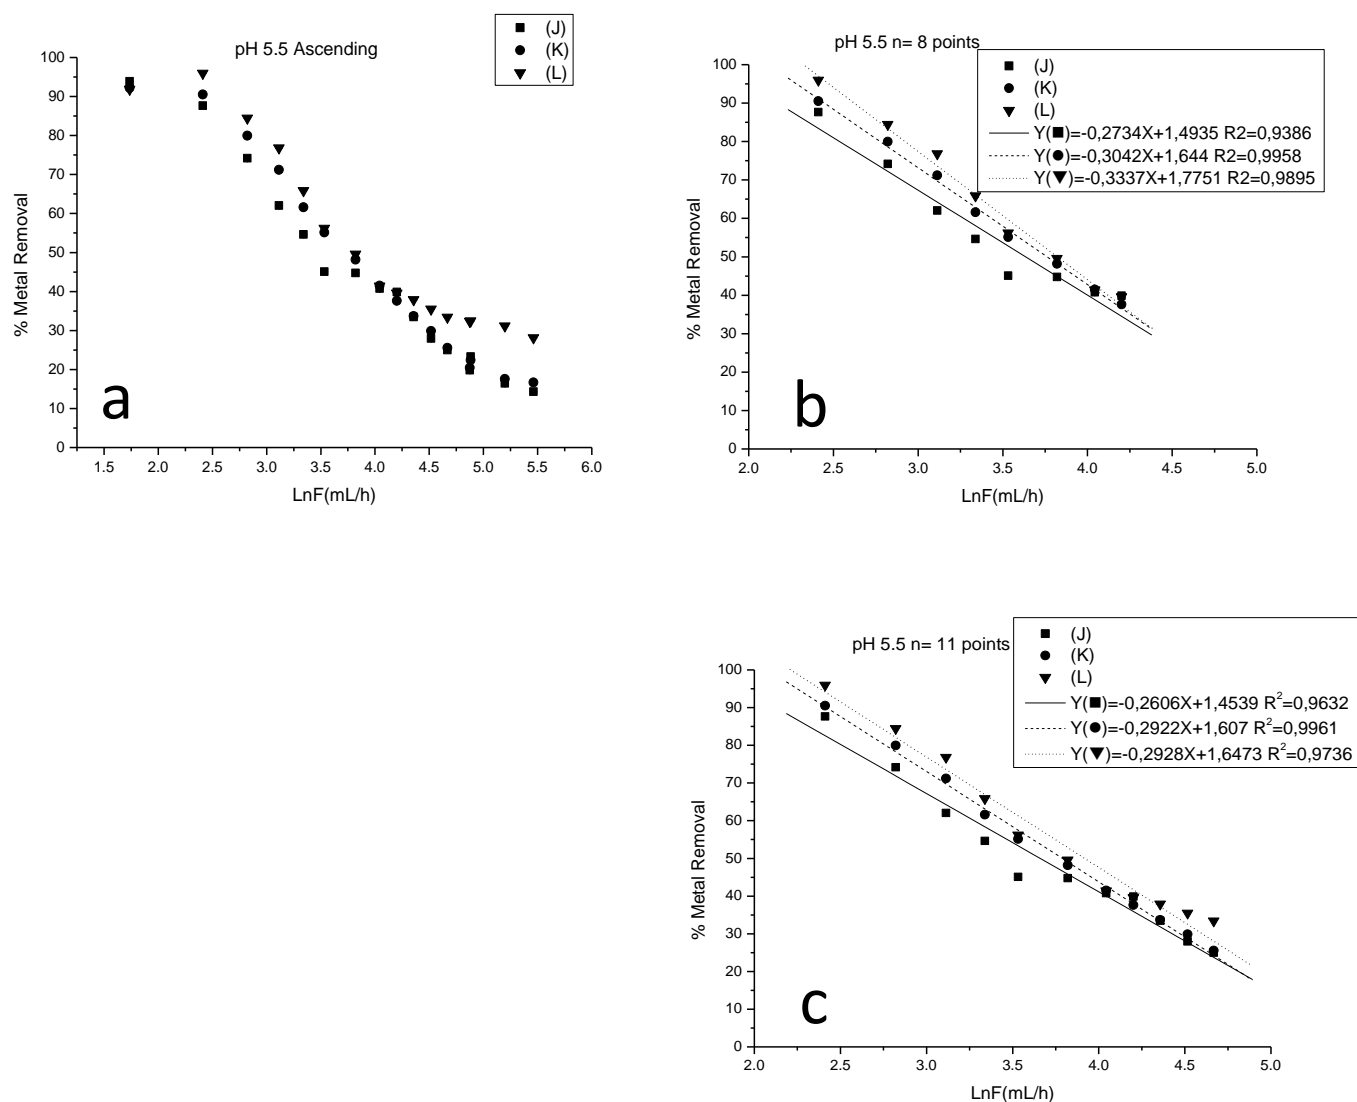 pH 5.5 Ascending
(J)
(K)
(L)
100
90
80
70
60
50
40
30
20
10
0
% Metal Removal
1.5 2.0 2.5 3.0 3.5 4.0 4.5 5.0 5.5 6.0
LnF(mL/h)
a
pH 5.5 n= 8 points
(J)
(K)
(L)
Y(■)=-0,2734X+1,4935 R2=0,9386
Y(●)=-0,3042X+1,644 R2=0,9958
Y(▼)=-0,3337X+1,7751 R2=0,9895
100
90
80
70
60
50
40
30
20
10
0
% Metal Removal
2.0 2.5 3.0 3.5 4.0 4.5 5.0
LnF(mL/h)
b
pH 5.5 n= 11 points
(J)
(K)
(L)
Y(■)=-0,2606X+1,4539 R²=0,9632
Y(●)=-0,2922X+1,607 R²=0,9961
Y(▼)=-0,2928X+1,6473 R²=0,9736
100
90
80
70
60
50
40
30
20
10
0
% Metal Removal
2.0 2.5 3.0 3.5 4.0 4.5 5.0
LnF(mL/h)
c